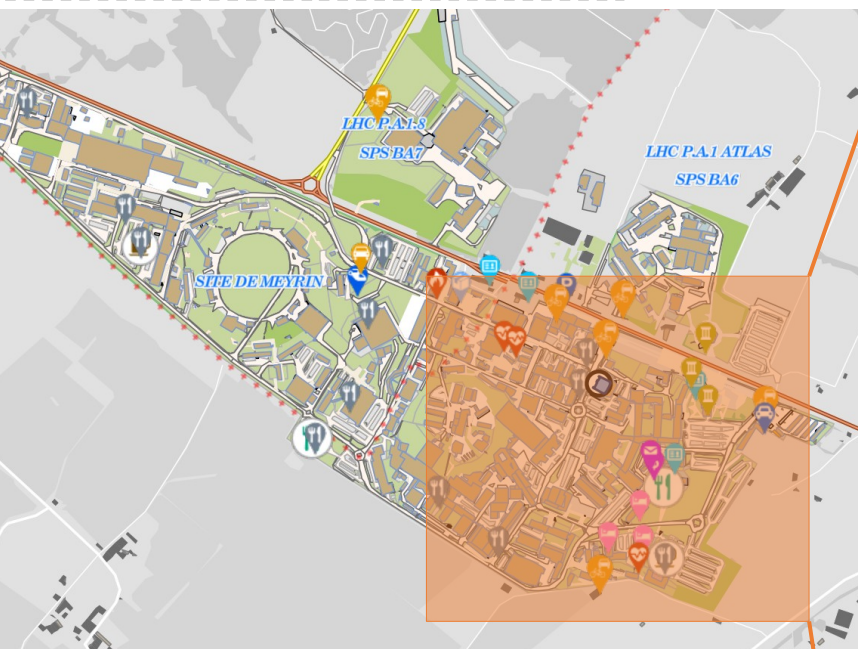 LHC P.A.1.8
SPS BA7
LHC P.A.1 ATLAS
SPS BA6
SITE DE MEYRIN